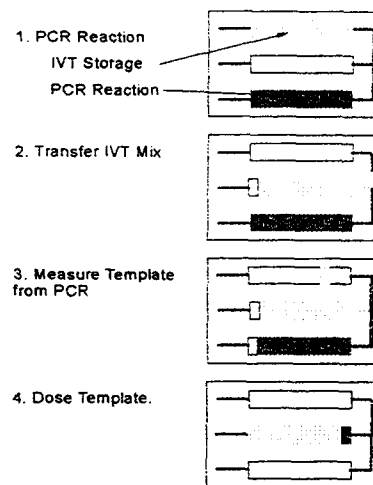 1. PCR Reaction
IVT Storage
PCR Reaction
2. Transfer IVT Mix
3. Measure Template
from PCR
4. Dose Template.